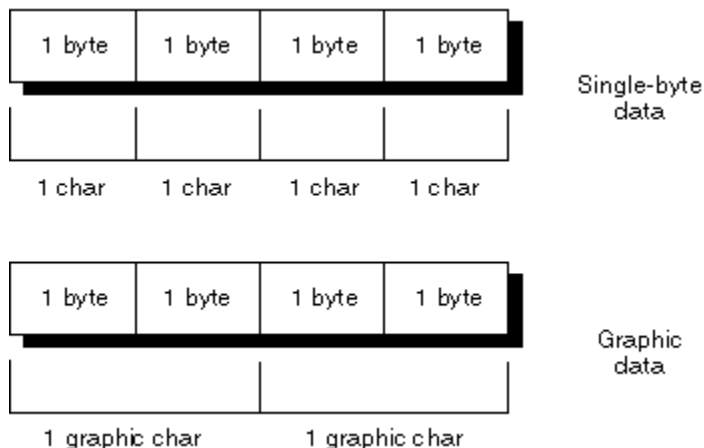 1 byte 1 byte 1 byte 1 byte
Single-byte
data
1 char 1 char 1 char 1 char
1 byte 1 byte 1 byte 1 byte
Graphic
data
1 graphic char 1 graphic char